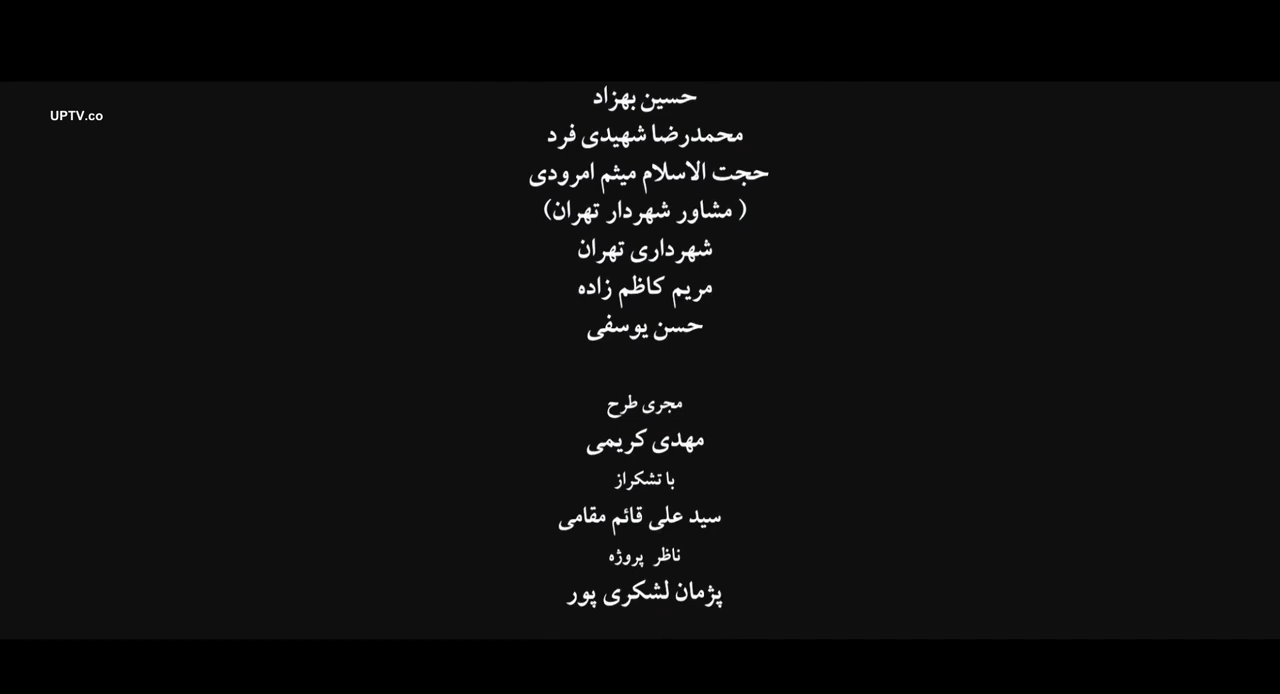 UPTV.co
حسین بهزاد
محمدرضا شهیدی فرد
حجت الاسلام میثم امرودی
( مشاور شهردار تهران)
شهرداری تهران
مریم کاظم زاده
حسن یوسفی
مجری طرح
مهدی کریمی
با تشکراز
سید علی قائم مقامی
ناظر پروژه
پژمان لشکری پور